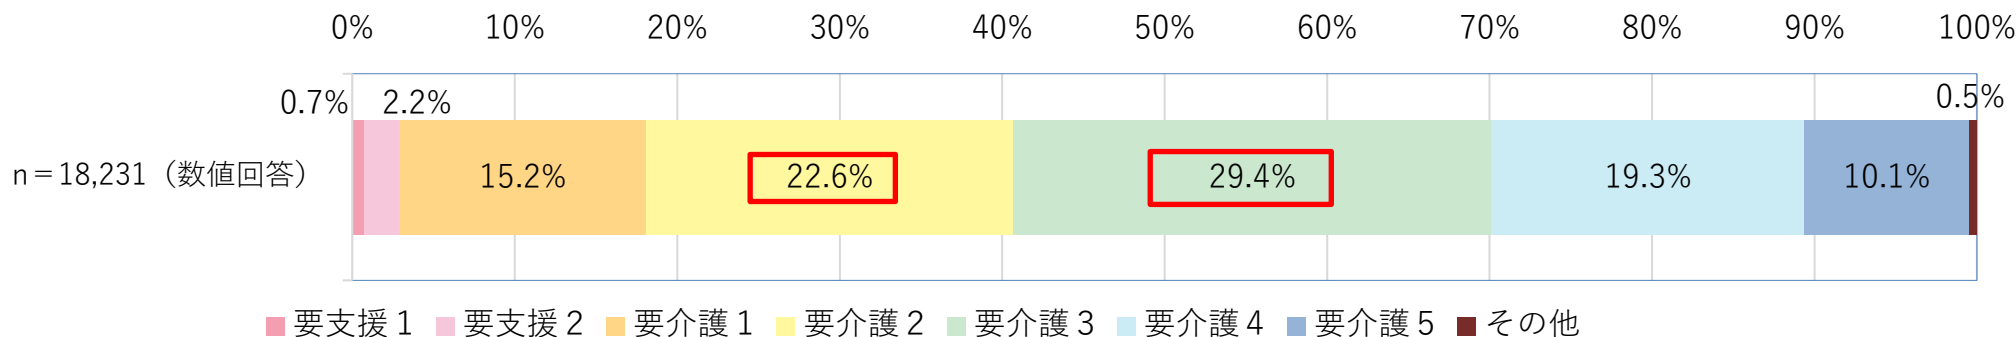 0% 10% 20% 30% 40% 50% 60% 70% 80% 90% 100%
0.7% 2.2% 0.5%
n＝18,231（数値回答） 15.2% 22.6% 29.4% 19.3% 10.1%
要支援１ 要支援２ 要介護１ 要介護２ 要介護３ 要介護４ 要介護５ その他